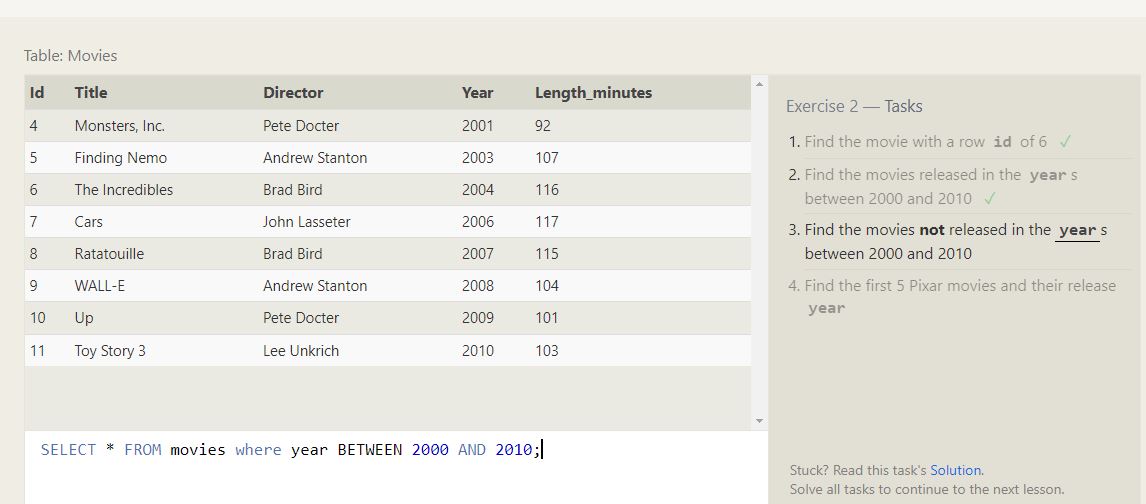 Table: Movies
Id Title Director Year Length_minutes
4 Monsters, Inc. Pete Docter 2001 92
5 Finding Nemo Andrew Stanton 2003 107
6 The Incredibles Brad Bird 2004 116
7 Cars John Lasseter 2006 117
8 Ratatouille Brad Bird 2007 115
9 WALL-E Andrew Stanton 2008 104
10 Up Pete Docter 2009 101
11 Toy Story 3 Lee Unkrich 2010 103
SELECT * FROM movies where year BETWEEN 2000 AND 2010;
Exercise 2 — Tasks
1. Find the movie with a row id of 6 ✓
2. Find the movies released in the year s
between 2000 and 2010 ✓
3. Find the movies not released in the year s
between 2000 and 2010
4. Find the first 5 Pixar movies and their release
year
Stuck? Read this task's Solution.
Solve all tasks to continue to the next lesson.